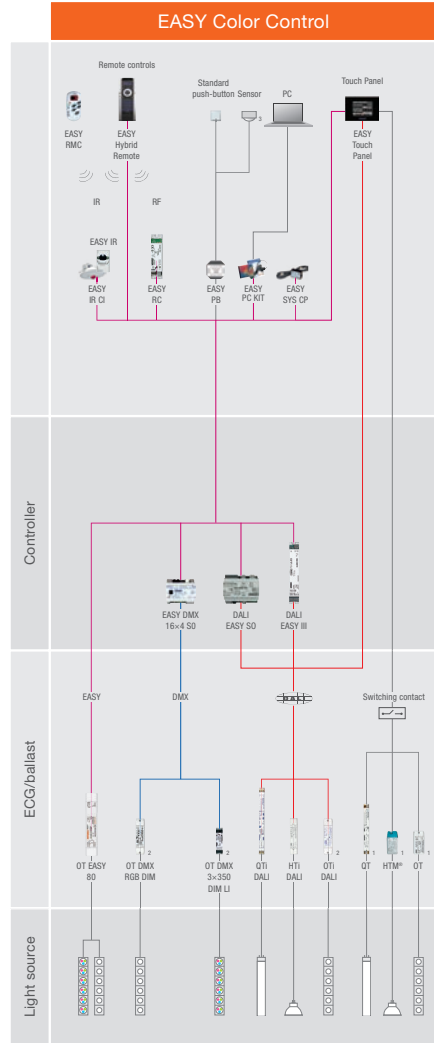 EASY Color Control
Remote controls
Standard
push-button
Sensor
3
PC
Touch Panel
EASY
RMC
EASY
Hybrid
Remote
EASY
Touch
Panel
IR
RF
EASY IR
EASY
IR CI
EASY
RC
EASY
PB
EASY
PC KIT
EASY
SYS CP
Controller
EASY DMX
16×4 SO
DALI
EASY SO
DALI
EASY III
ECG/ballast
EASY
DMX
DALI
Switching contact
OT EASY
80
OT DMX
RGB DIM
2
OT DMX
3×350
DIM LI
2
QTi
DALI
HTi
DALI
OTi
DALI
2
QT
1
HTM®
1
OT
1
Light source